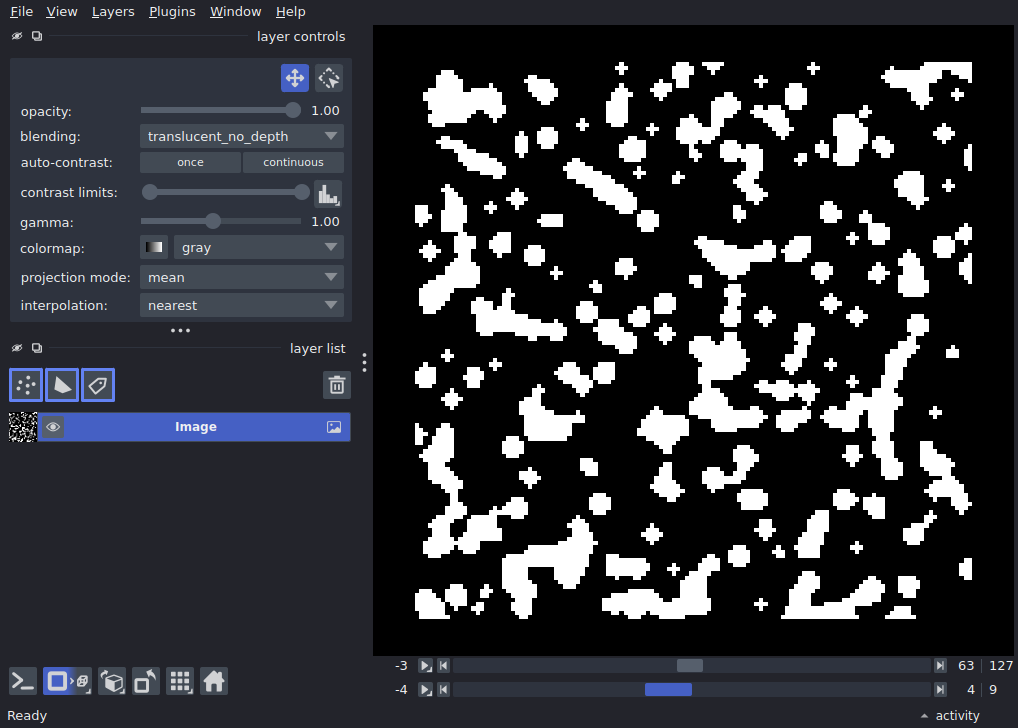 File View Layers Plugins Window Help
layer controls
opacity: 1.00
blending: translucent_no_depth
auto-contrast: once continuous
contrast limits:
gamma: 1.00
colormap: gray
projection mode: mean
interpolation: nearest
layer list
Image
-3 63 127
-4 4 9
Ready activity